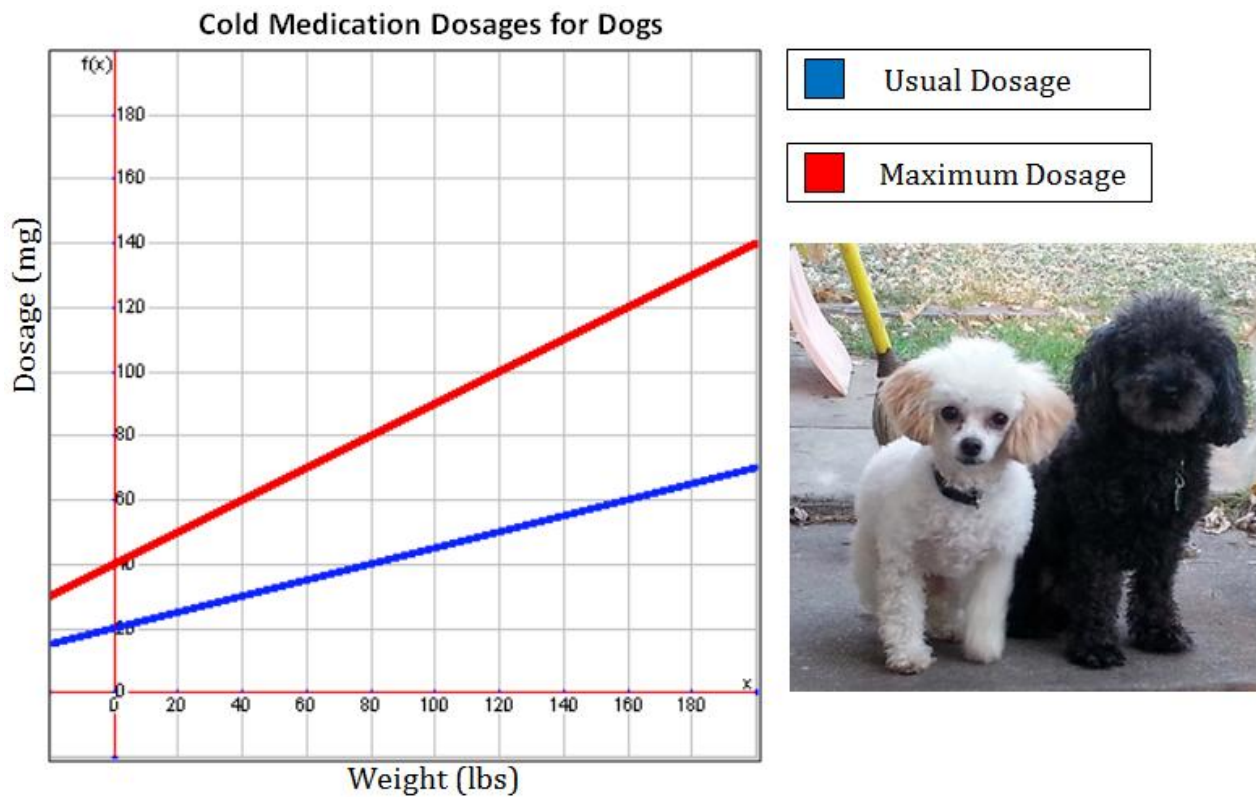 Cold Medication Dosages for Dogs
f(x)
180
160
140
120
100
80
60
40
20
0
x
0 20 40 60 80 100 120 140 160 180
Dosage (mg)
Weight (lbs)
Usual Dosage
Maximum Dosage